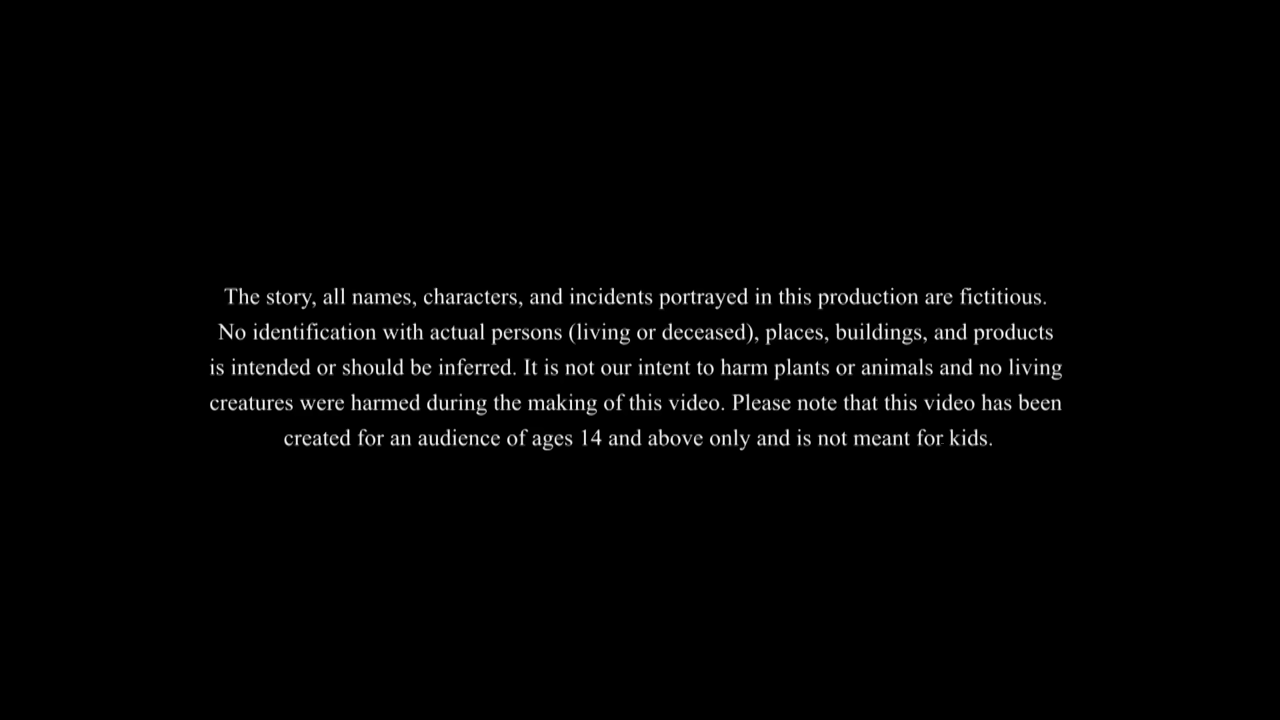 The story, all names, characters, and incidents portrayed in this production are fictitious.
No identification with actual persons (living or deceased), places, buildings, and products
is intended or should be inferred. It is not our intent to harm plants or animals and no living
creatures were harmed during the making of this video. Please note that this video has been
created for an audience of ages 14 and above only and is not meant for kids.